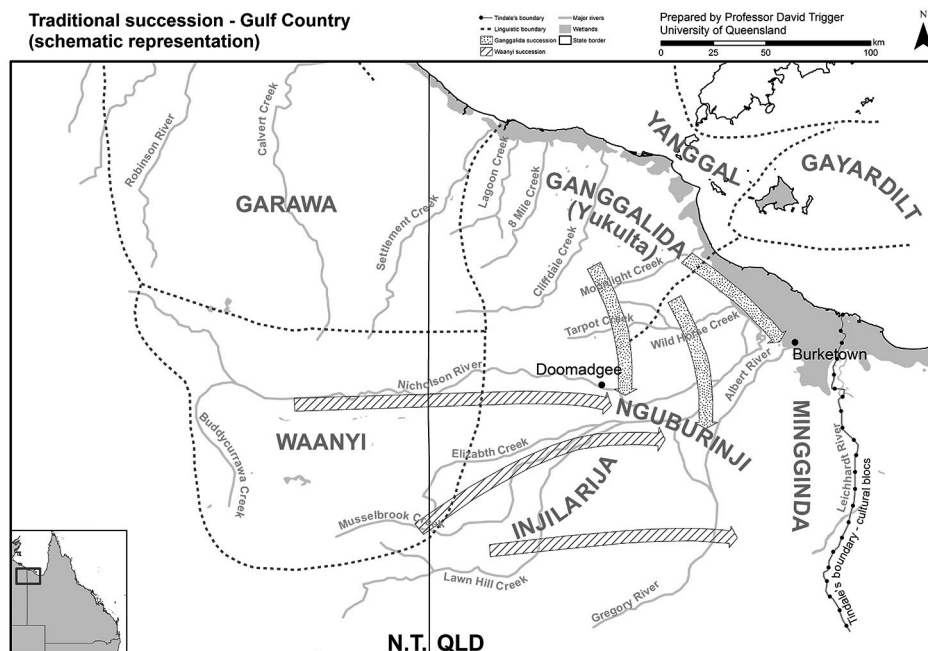 Traditional succession - Gulf Country
(schematic representation)
Tindale's boundary
Major rivers
Linguistic boundary
Wetlands
Ganggalida succession
State border
Waanyi succession
Prepared by Professor David Trigger
University of Queensland
0 25 50 75 100
km
N
Robinson River
Calvert Creek
GARAWA
Settlement Creek
Lagoon Creek
8 Mile Creek
Cliffdale Creek
GANGGALIDA
(Yukulta)
YANGGAL
GAYARDILT
Moonlight Creek
Tarpot Creek
Wild Horse Creek
Albert River
Burketown
Doomadgee
Nicholson River
NGUBURINJI
MINGGINDA
Leichhardt River
Tindale's boundary - cultural blocs
WAANYI
Buddycurrawa Creek
Elizabth Creek
INJILARIJA
Musselbrook Creek
Lawn Hill Creek
Gregory River
N.T. QLD